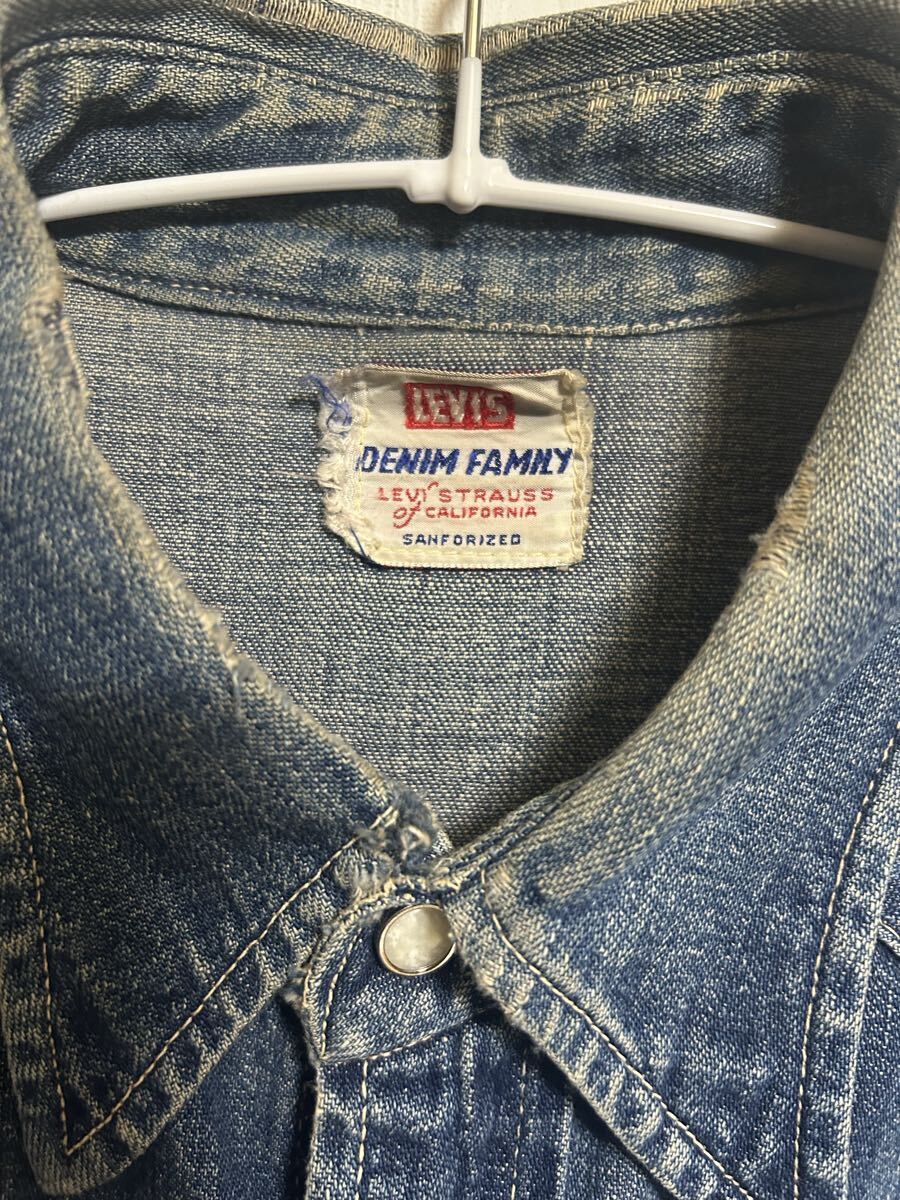 LEVI'S
DENIM FAMILY
LEVI STRAUSS
of CALIFORNIA
SANFORIZED